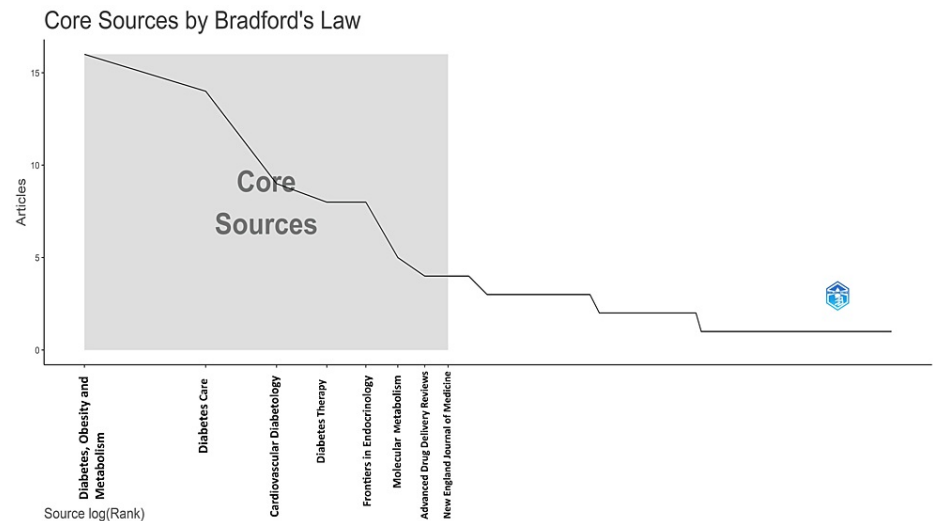 Core Sources by Bradford's Law
Articles
15
10
5
0
Core
Sources
Diabetes, Obesity and
Metabolism
Diabetes Care
Cardiovascular Diabetology
Diabetes Therapy
Frontiers in Endocrinology
Molecular Metabolism
Advanced Drug Delivery Reviews
New England Journal of Medicine
Source log(Rank)